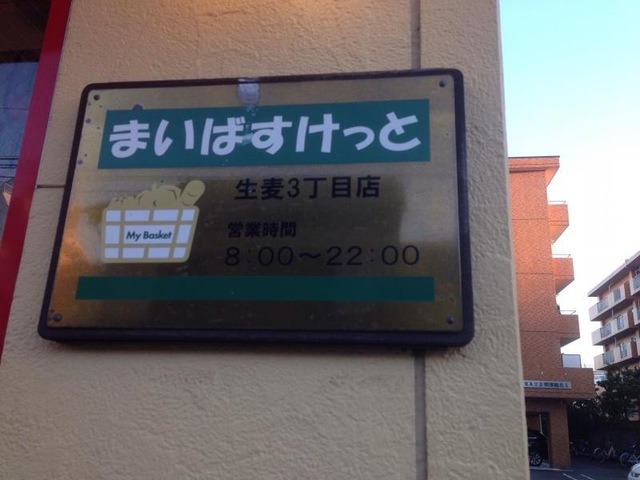 まいばすけっと
生麦3丁目店
My Basket
営業時間
8:00～22:00